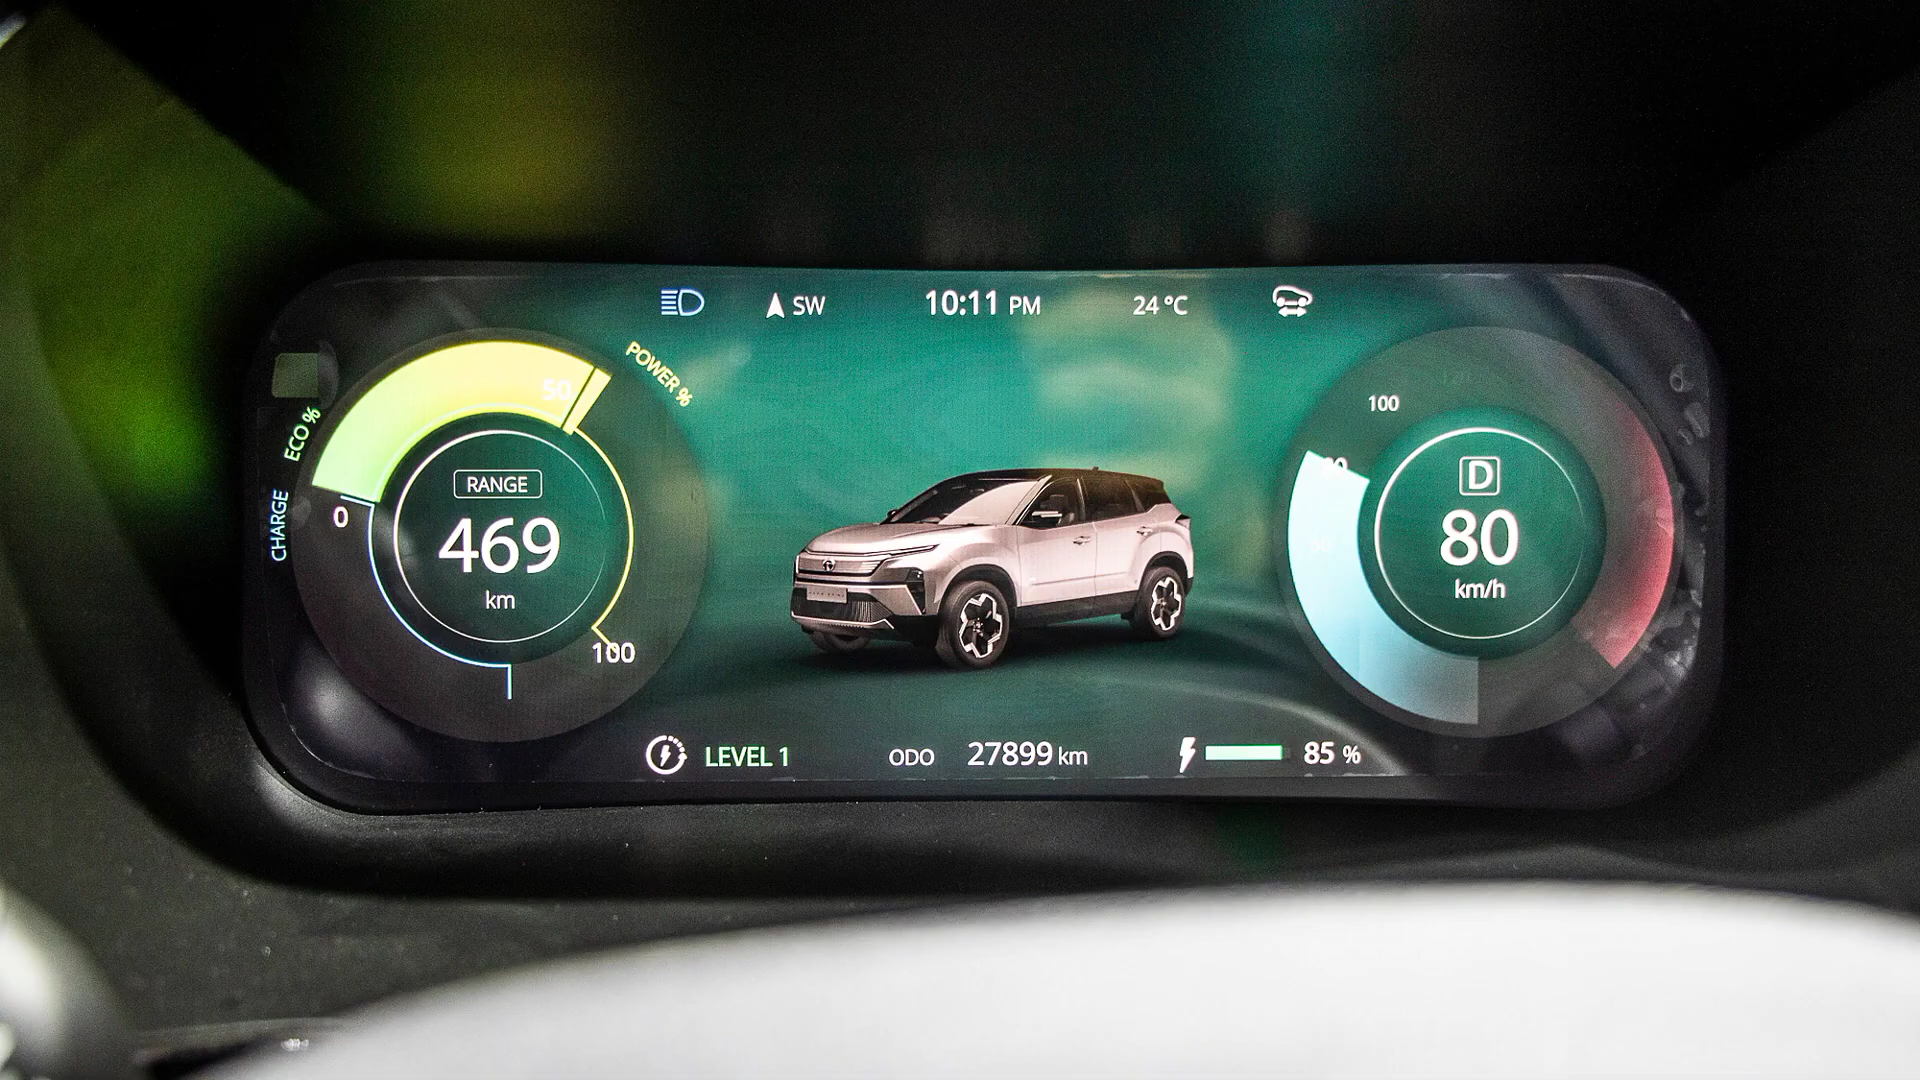 SW
10:11 PM
24 °C
ECO %
50
POWER %
CHARGE
0
RANGE
469
km
100
100
D
80
km/h
LEVEL 1
ODO 27899 km
85 %